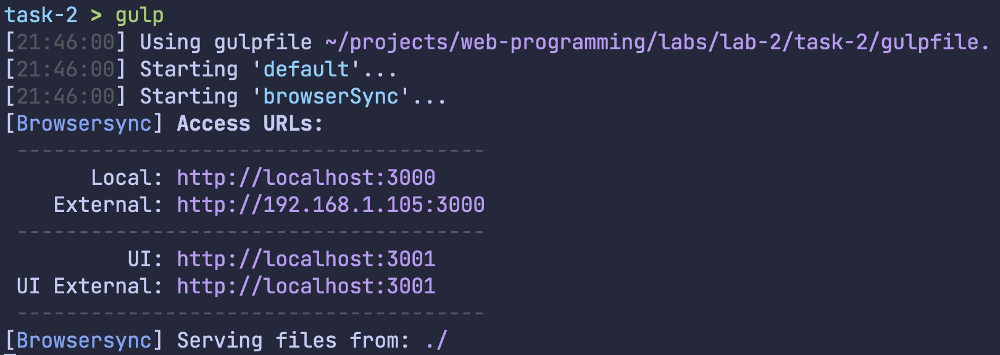 task-2 > gulp
[21:46:00] Using gulpfile ~/projects/web-programming/labs/lab-2/task-2/gulpfile.
[21:46:00] Starting 'default'...
[21:46:00] Starting 'browserSync'...
[Browsersync] Access URLs:
--------------------------------------
Local: http://localhost:3000
External: http://192.168.1.105:3000
--------------------------------------
UI: http://localhost:3001
UI External: http://localhost:3001
--------------------------------------
[Browsersync] Serving files from: ./